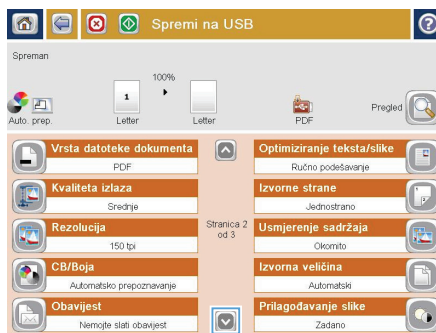 Spremi na USB
Spreman
100%
1
Auto. prep.
Letter
Letter
PDF
Pregled
Vrsta datoteke dokumenta
PDF
Kvaliteta izlaza
Srednje
Rezolucija
150 tpi
CB/Boja
Automatsko prepoznavanje
Obavijest
Nemojte slati obavijest
Stranica 2
od 3
Optimiziranje teksta/slike
Ručno podešavanje
Izvorne strane
Jednostrano
Usmjerenje sadržaja
Okomito
Izvorna veličina
Automatski
Prilagođavanje slike
Zadano